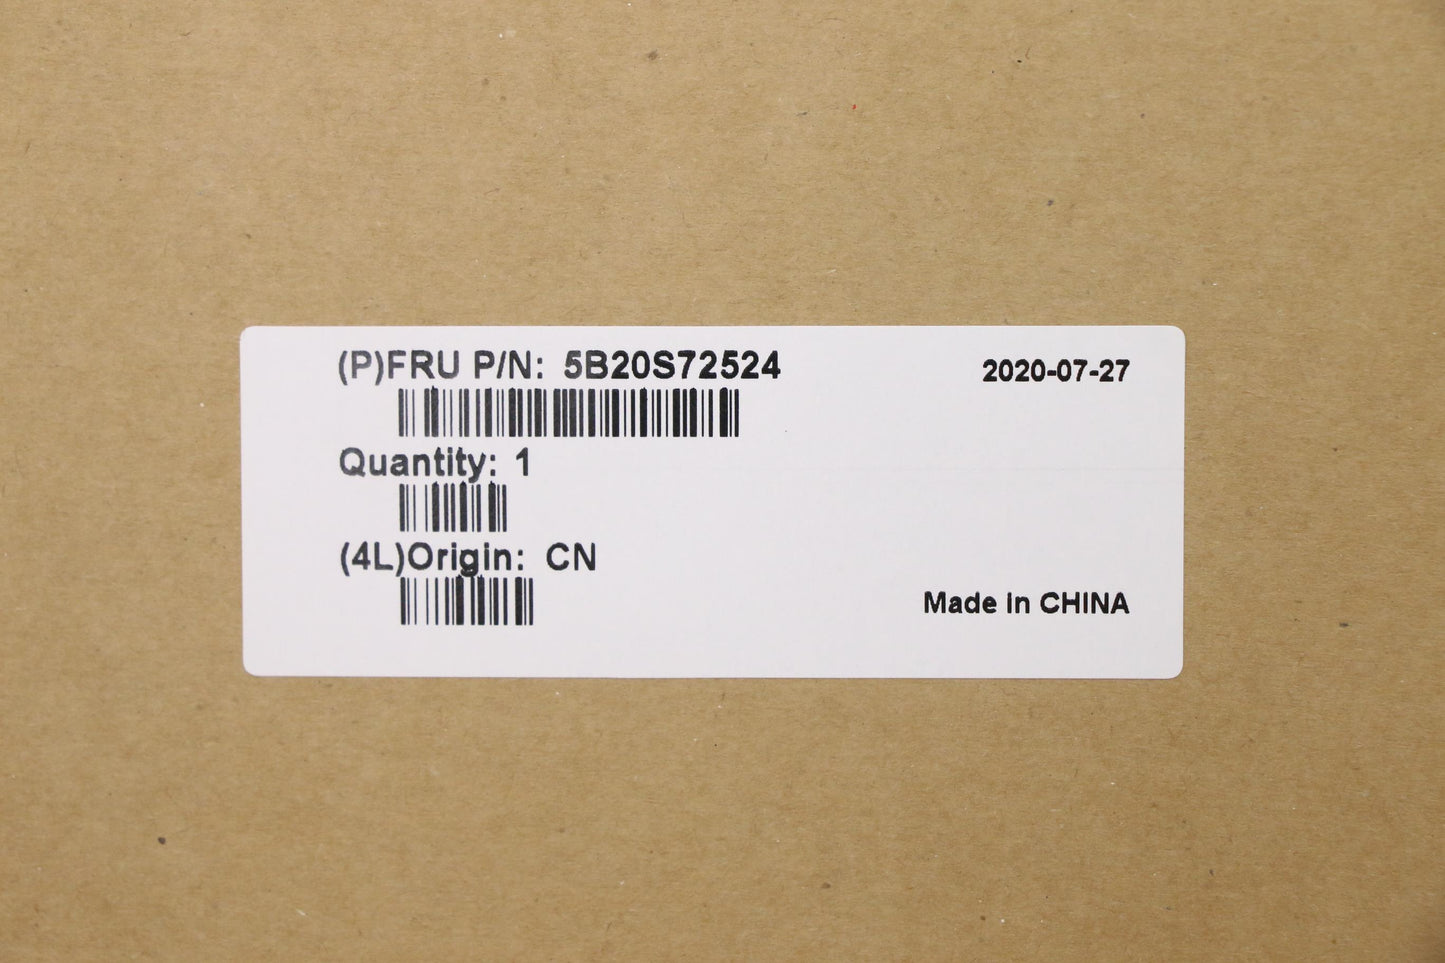 (P)FRU P/N: 5B20S72524
2020-07-27
Quantity: 1
(4L)Origin: CN
Made in CHINA